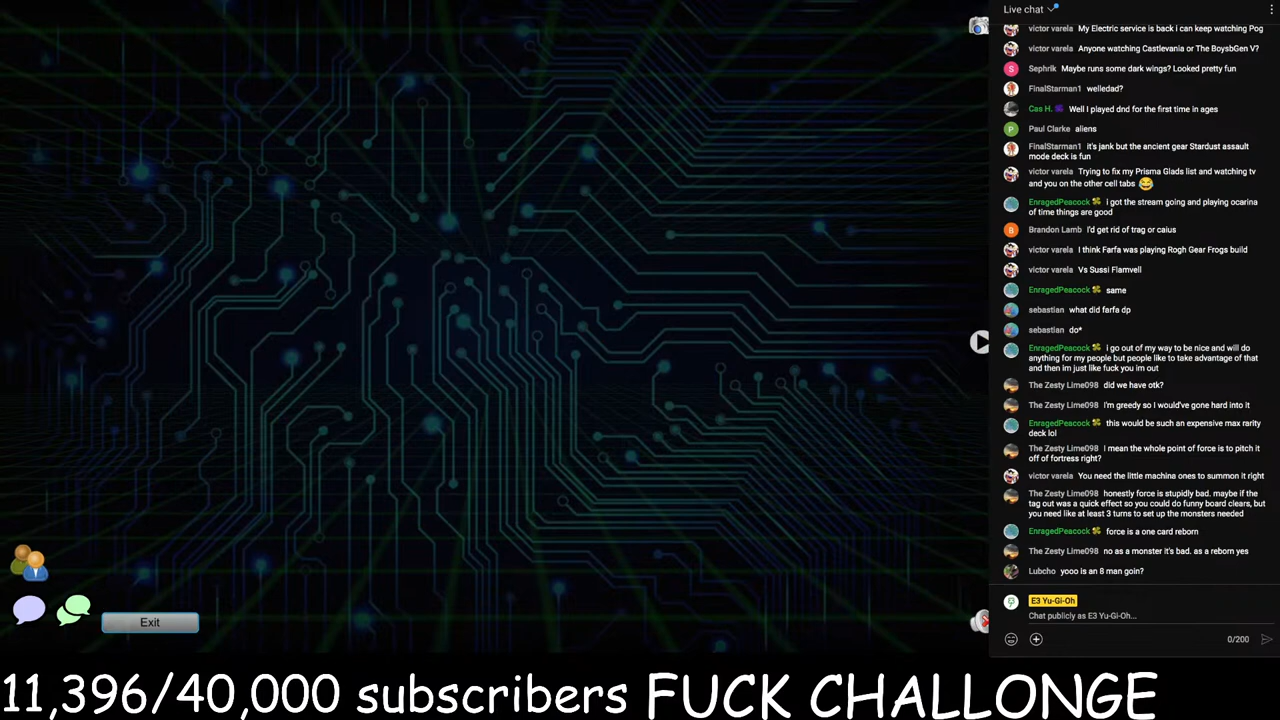 Live chat
victor varela My Electric service is back i can keep watching Pog
victor varela Anyone watching Castlevania or The BoysbGen V?
Sephrik Maybe runs some dark wings? Looked pretty fun
FinalStarman1 welledad?
Cas H. Well I played dnd for the first time in ages
Paul Clarke aliens
FinalStarman1 it's jank but the ancient gear Stardust assault
mode deck is fun
victor varela Trying to fix my Prisma Glads list and watching tv
and you on the other cell tabs 😂
EnragedPeacock i got the stream going and playing ocarina
of time things are good
Brandon Lamb I'd get rid of trag or caius
victor varela I think Farfa was playing Rogh Gear Frogs build
victor varela Vs Sussi Flamvell
EnragedPeacock same
sebastian what did farfa dp
sebastian do*
EnragedPeacock i go out of my way to be nice and will do
anything for my people but people like to take advantage of that
and then im just like fuck you im out
The Zesty Lime098 did we have otk?
The Zesty Lime098 I'm greedy so I would've gone hard into it
EnragedPeacock this would be such an expensive max rarity
deck lol
The Zesty Lime098 I mean the whole point of force is to pitch it
off of fortress right?
victor varela You need the little machina ones to summon it right
The Zesty Lime098 honestly force is stupidly bad. maybe if the
tag out was a quick effect so you could do funny board clears, but
you need like at least 3 turns to set up the monsters needed
EnragedPeacock force is a one card reborn
The Zesty Lime098 no as a monster it's bad. as a reborn yes
Lubcho yooo is an 8 man goin?
E3 Yu-Gi-Oh
Chat publicly as E3 Yu-Gi-Oh...
0/200
Exit
11,396/40,000 subscribers FUCK CHALLONGE